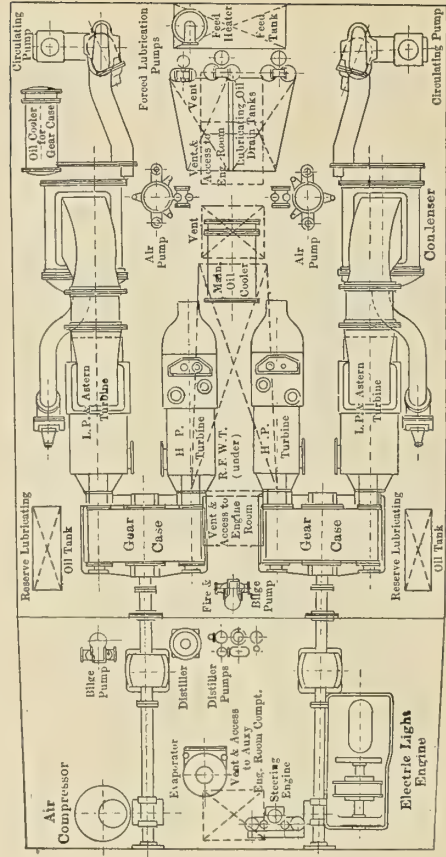 Circulating
Pump
Oil Cooler
-for-
Gear Case
Forced Lubrication
Pumps
Feed
Heater
Feed
Tank
Circulating Pump
Vent
Vent &
Access to
Eng. Room
Lubricating Oil
Drain Tanks
Air
Pump
Vent
Air
Pump
Main
Oil
Cooler
Condenser
L.P. & Astern
Turbine
H P.
Turbine
R.F.W.T.
(under)
H P.
Turbine
L.P. & Astern
Turbine
Reserve Lubricating
Oil Tank
Gear
Case
Vent &
Access to
Engine
Room
Gear
Case
Reserve Lubricating
Oil Tank
Fire &
Bilge
Pump
Bilge
Pump
Distiller
Distiller
Pumps
Air
Compressor
Evaporator
Vent & Access
to Auxy
Eng. Room Compt.
Steering
Engine
Electric Light
Engine